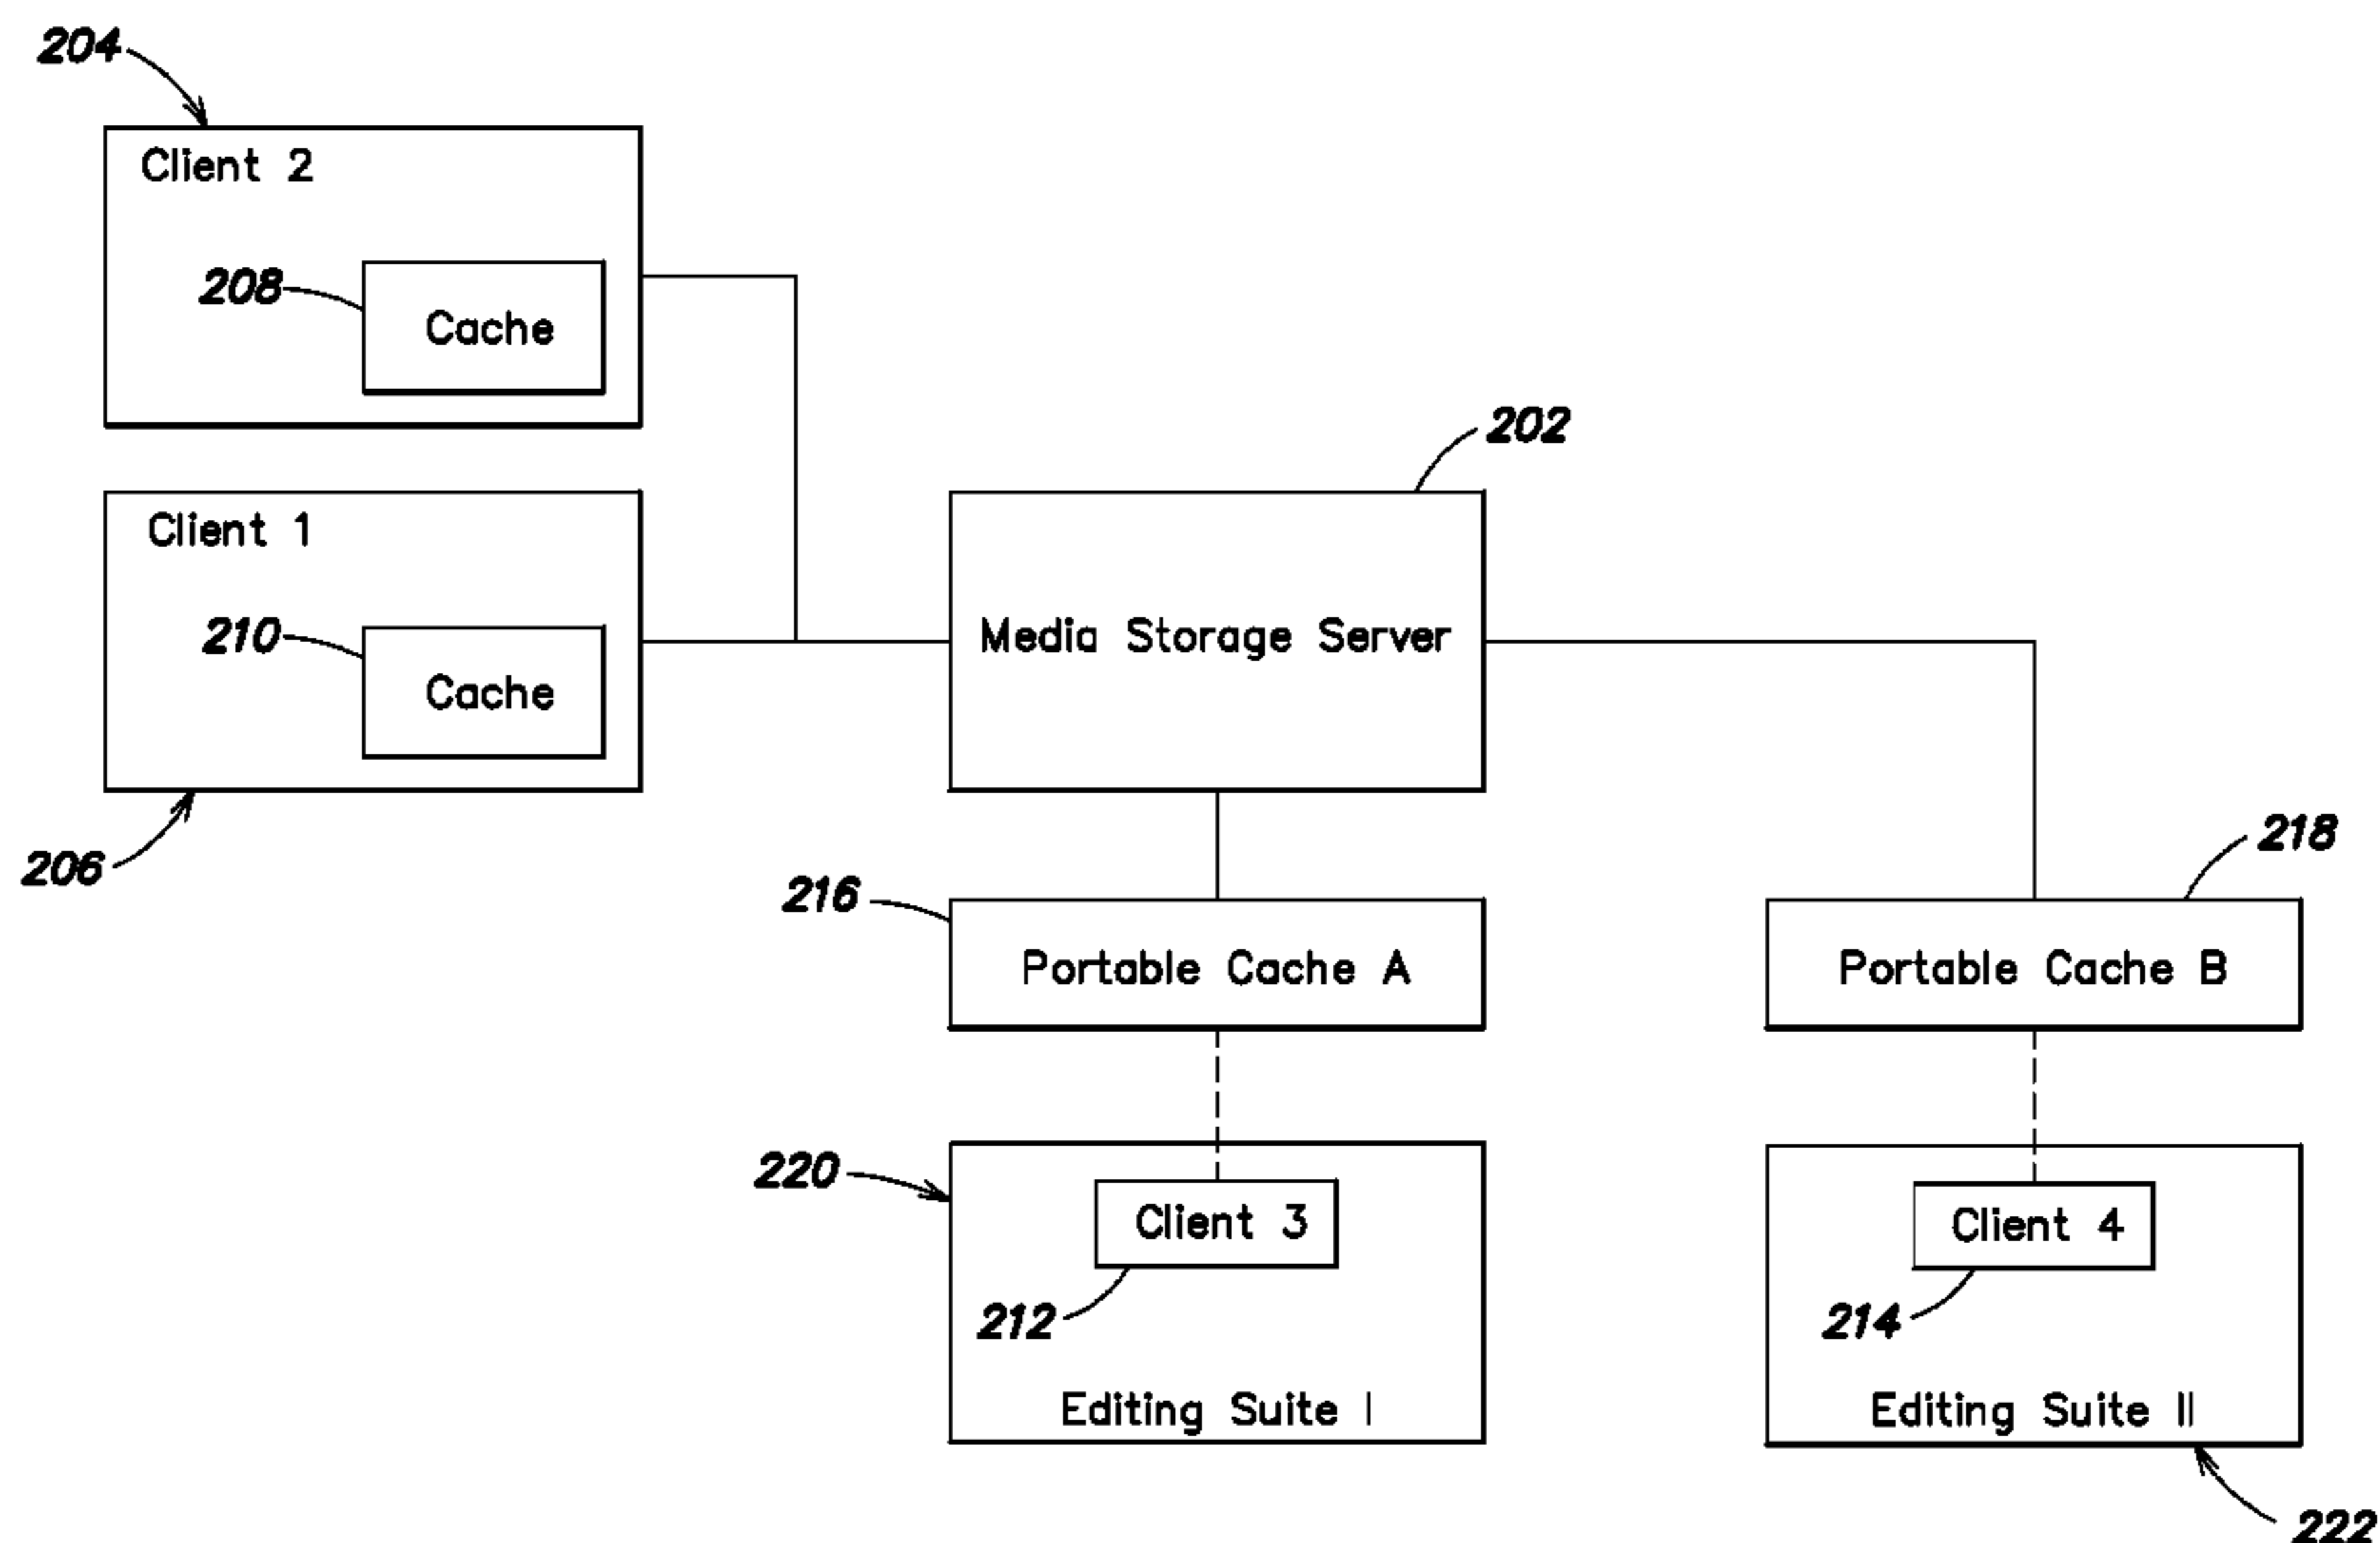 204
Client 2
208
Cache
202
Client 1
210
Cache
Media Storage Server
206
218
216
Portable Cache A
Portable Cache B
220
Client 3
Client 4
212
214
Editing Suite I
Editing Suite II
222